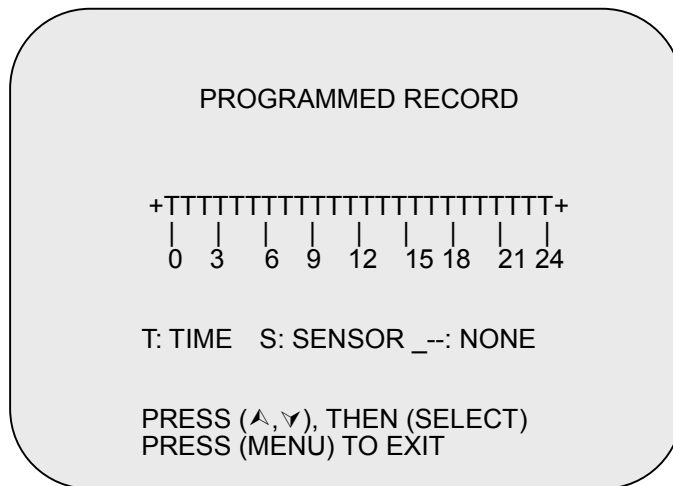 PROGRAMMED RECORD
+TTTTTTTTTTTTTTTTTTTTTTTT+
| | | | | | | | |
0 3 6 9 12 15 18 21 24
T: TIME S: SENSOR _--: NONE
PRESS (⮝,⮟), THEN (SELECT)
PRESS (MENU) TO EXIT